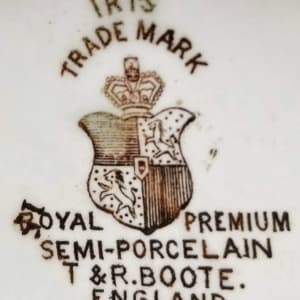 IRIS
TRADE MARK
ROYAL PREMIUM
SEMI-PORCELAIN
T & R. BOOTE.
ENGLAND